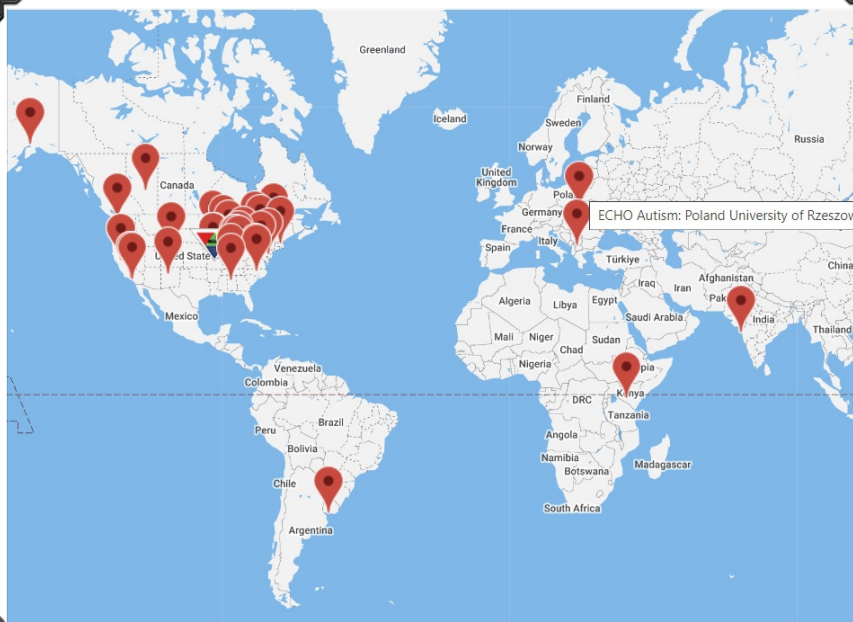 Greenland
Iceland
Finland
Sweden
Norway
Russia
Canada
United
Kingdom
Pola
ECHO Autism: Poland University of Rzeszow
Germany
France
Italy
Spain
Türkiye
China
Afghanistan
Iraq
Iran
Pak
India
Thailand
Mexico
Algeria
Libya
Egypt
Saudi Arabia
Mali
Niger
Chad
Sudan
Nigeria
pia
Venezuela
Colombia
Kenya
DRC
Tanzania
Peru
Brazil
Bolivia
Angola
Namibia
Botswana
Madagascar
Chile
South Africa
Argentina